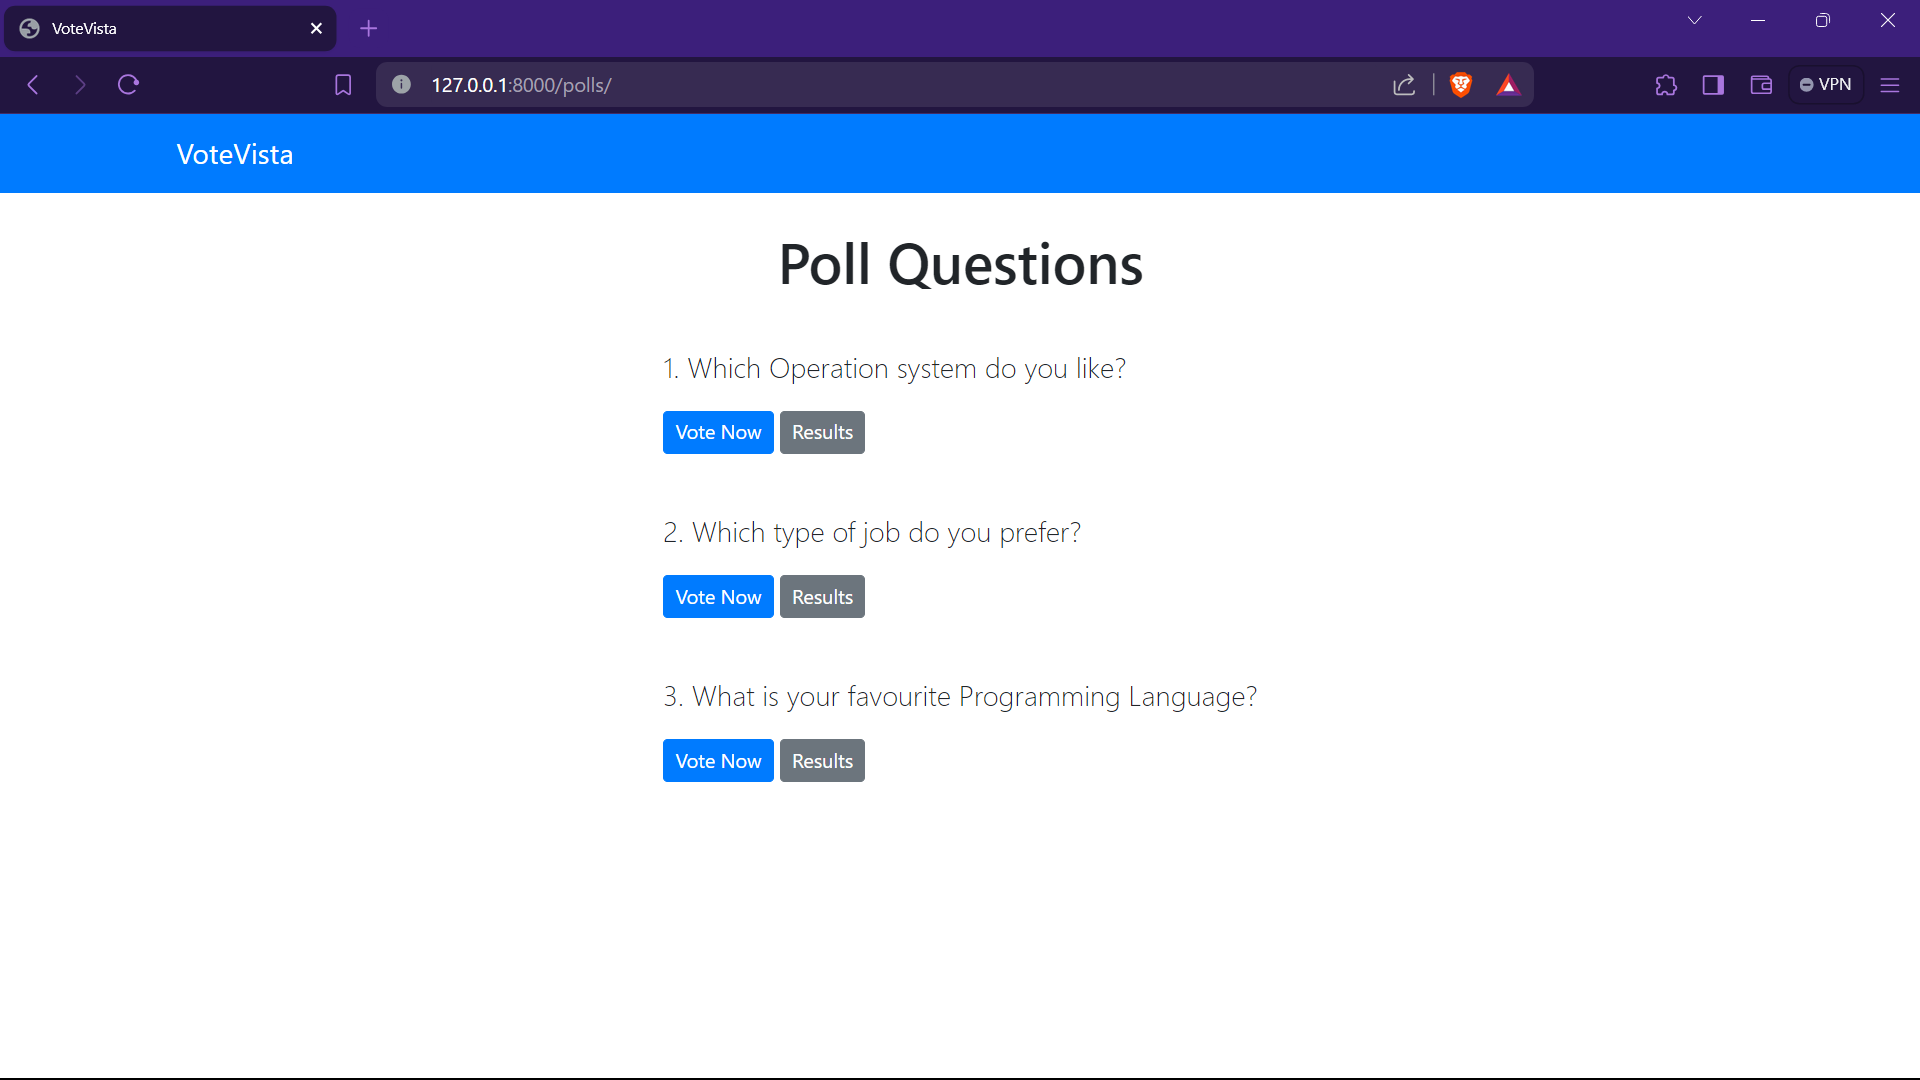 VoteVista
127.0.0.1:8000/polls/
VPN
VoteVista
Poll Questions
1. Which Operation system do you like?
Vote Now Results
2. Which type of job do you prefer?
Vote Now Results
3. What is your favourite Programming Language?
Vote Now Results